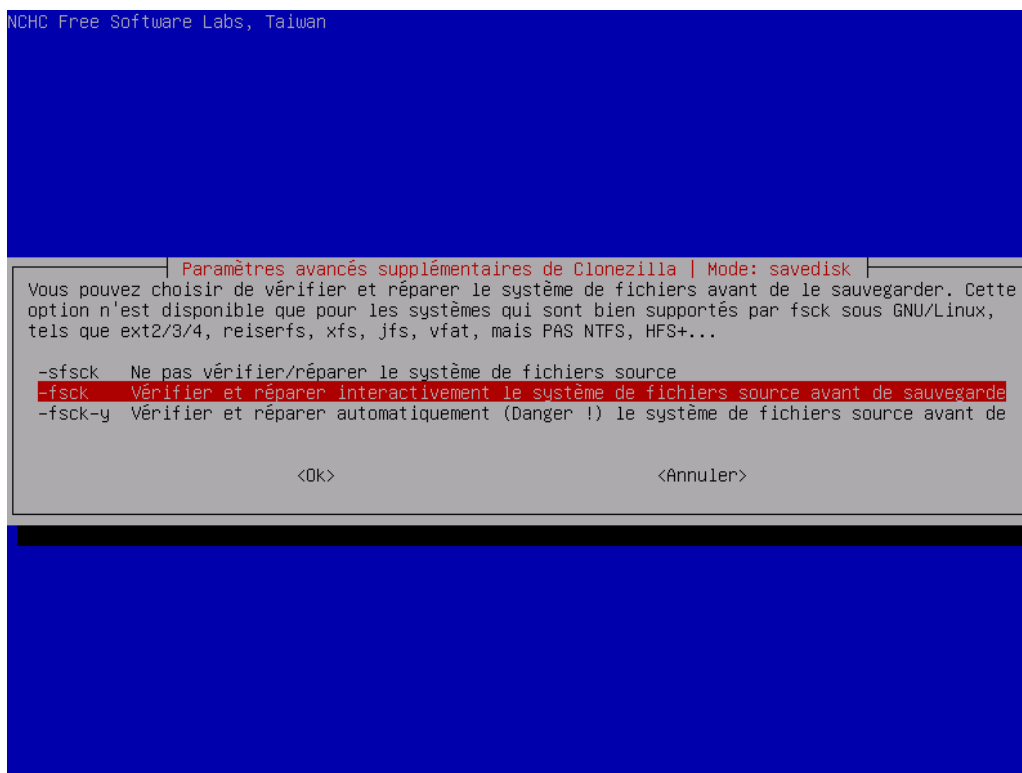 NCHC Free Software Labs, Taiwan
Paramètres avancés supplémentaires de Clonezilla | Mode: savedisk
Vous pouvez choisir de vérifier et réparer le système de fichiers avant de le sauvegarder. Cette
option n'est disponible que pour les systèmes qui sont bien supportés par fsck sous GNU/Linux,
tels que ext2/3/4, reiserfs, xfs, jfs, vfat, mais PAS NTFS, HFS+...
-sfsck Ne pas vérifier/réparer le système de fichiers source
-fsck Vérifier et réparer interactivement le système de fichiers source avant de sauvegarde
-fsck-y Vérifier et réparer automatiquement (Danger !) le système de fichiers source avant de
<Ok> <Annuler>